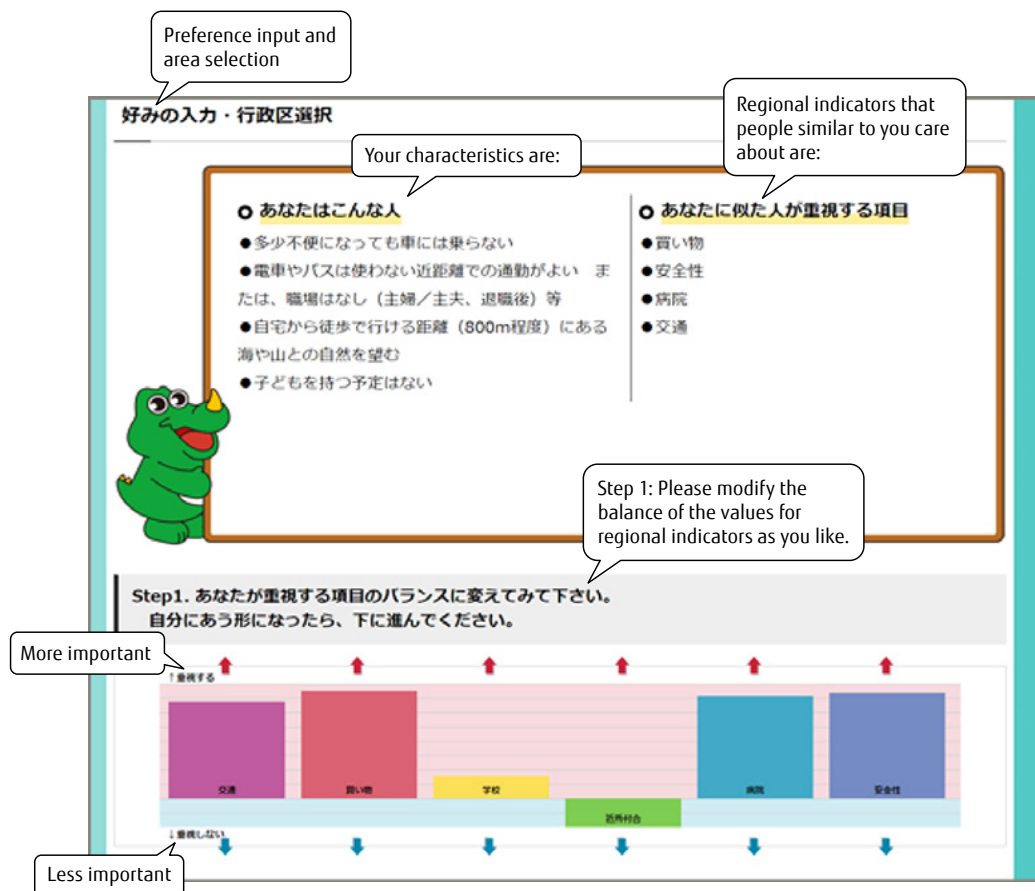 Preference input and
area selection
好みの入力・行政区選択
Regional indicators that
people similar to you care
about are:
Your characteristics are:
あなたはこんな人
●多少不便になっても車には乗らない
●電車やバスは使わない近距離での通勤がよい ま
たは、職場はなし（主婦／主夫、退職後）等
●自宅から徒歩で行ける距離（800m程度）にある
海や山との自然を望む
●子どもを持つ予定はない
あなたに似た人が重視する項目
●買い物
●安全性
●病院
●交通
Step 1: Please modify the
balance of the values for
regional indicators as you like.
Step1. あなたが重視する項目のバランスに変えてみて下さい。
自分にあう形になったら、下に進んでください。
More important
↑重視する
交通
買い物
学校
近所付合
病院
安全性
↓重視しない
Less important